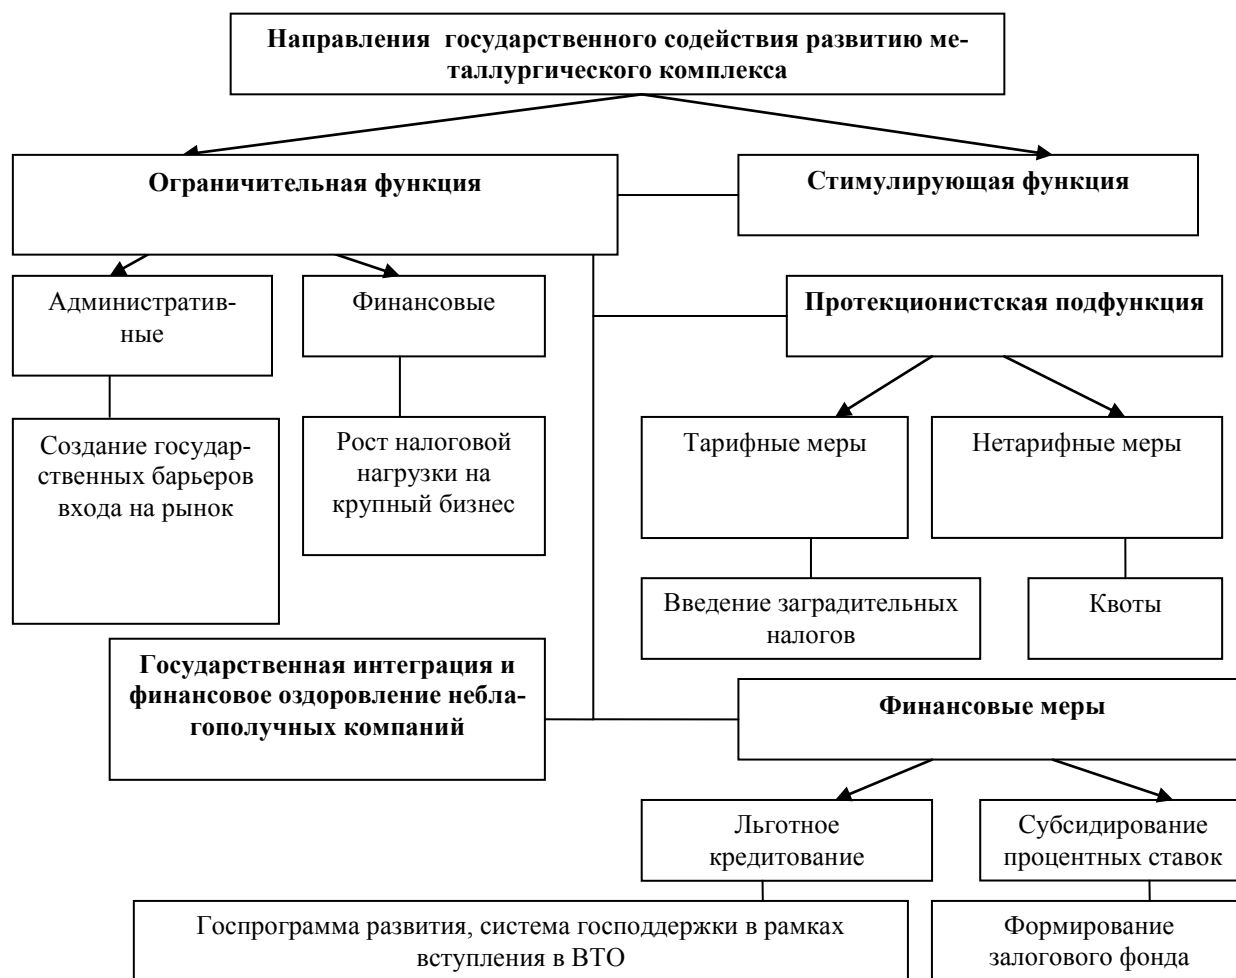 Направления государственного содействия развитию ме-
таллургического комплекса
Ограничительная функция
Стимулирующая функция
Административ-
ные
Финансовые
Протекционистская подфункция
Создание государ-
ственных барьеров
входа на рынок
Рост налоговой
нагрузки на
крупный бизнес
Тарифные меры
Нетарифные меры
Введение заградительных
налогов
Квоты
Государственная интеграция и
финансовое оздоровление небла-
гополучных компаний
Финансовые меры
Льготное
кредитование
Субсидирование
процентных ставок
Госпрограмма развития, система господдержки в рамках
вступления в ВТО
Формирование
залогового фонда